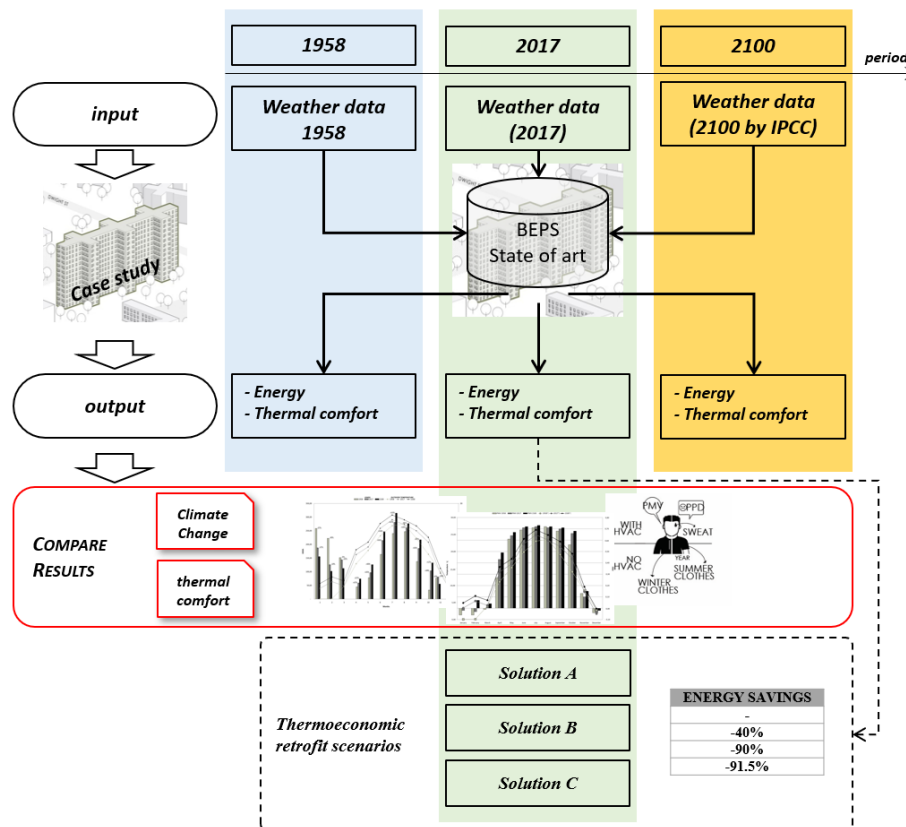 1958
2017
2100
period
input
Weather data
1958
Weather data
(2017)
Weather data
(2100 by IPCC)
DWIGHT ST
Case study
BEPS
State of art
output
- Energy
- Thermal comfort
- Energy
- Thermal comfort
- Energy
- Thermal comfort
COMPARE
RESULTS
Climate
Change
thermal
comfort
PMV
PPD
WITH
HVAC
SWEAT
NO
HVAC
YEAR
SUMMER
CLOTHES
WINTER
CLOTHES
Thermoeconomic
retrofit scenarios
Solution A
Solution B
Solution C
ENERGY SAVINGS
-
-40%
-90%
-91.5%